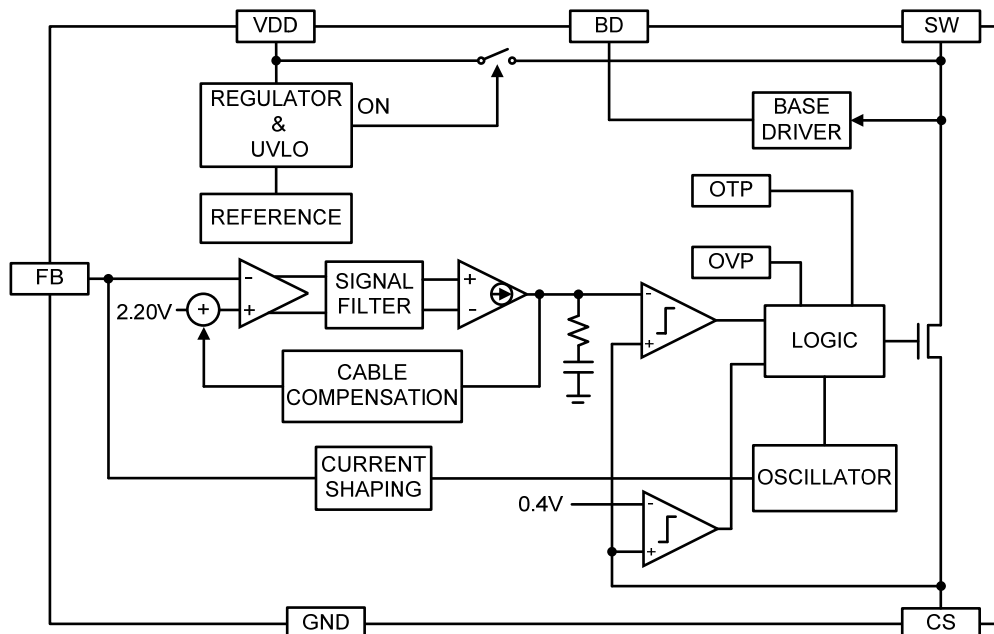 VDD
BD
SW
REGULATOR
&
UVLO
ON
BASE
DRIVER
REFERENCE
OTP
OVP
FB
-
+
SIGNAL
FILTER
+
-
2.20V
+
-
+
LOGIC
CABLE
COMPENSATION
CURRENT
SHAPING
OSCILLATOR
0.4V
-
+
GND
CS